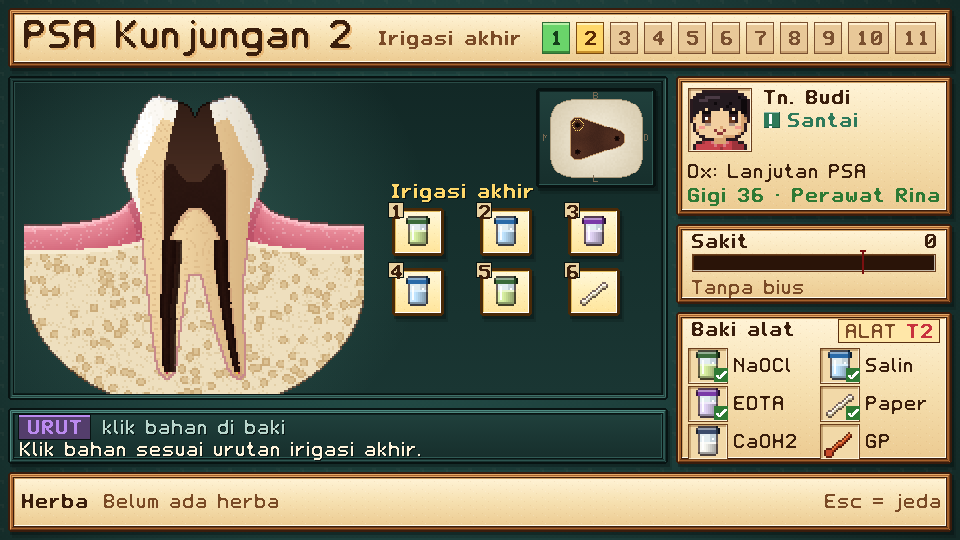 PSA Kunjungan 2 Irigasi akhir 1 2 3 4 5 6 7 8 9 10 11
B
M D
L
Irigasi akhir
1 2 3
4 5 6
URUT klik bahan di baki
Klik bahan sesuai urutan irigasi akhir.
Tn. Budi
Santai
Dx: Lanjutan PSA
Gigi 36 · Perawat Rina
Sakit 0
Tanpa bius
Baki alat ALAT T2
NaOCl Salin
EDTA Paper
CaOH2 GP
Herba Belum ada herba Esc = jeda